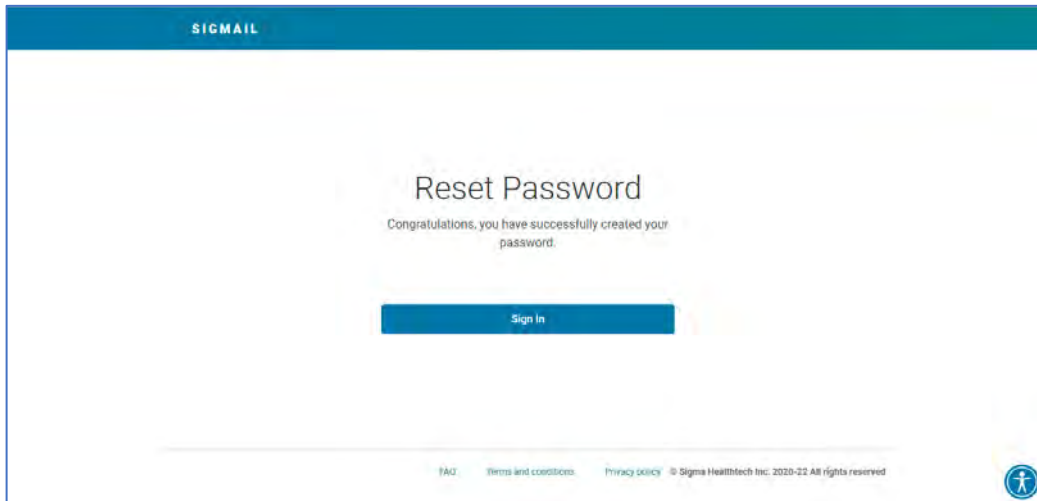 SIGMAIL
Reset Password
Congratulations, you have successfully created your
password.
Sign In
FAQ Terms and conditions Privacy policy © Sigma Healthtech Inc. 2020-22 All rights reserved